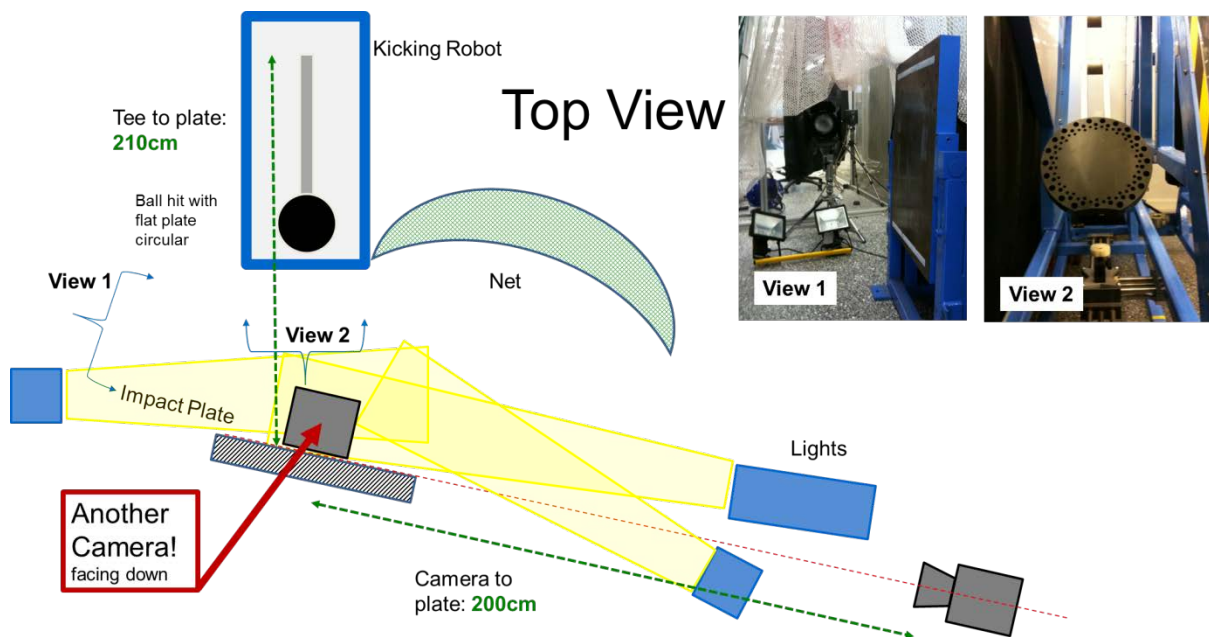 Kicking Robot
Top View
Tee to plate:
210cm
Ball hit with
flat plate
circular
View 1
Net
View 2
Impact Plate
Lights
Another
Camera!
facing down
Camera to
plate: 200cm
View 1
View 2